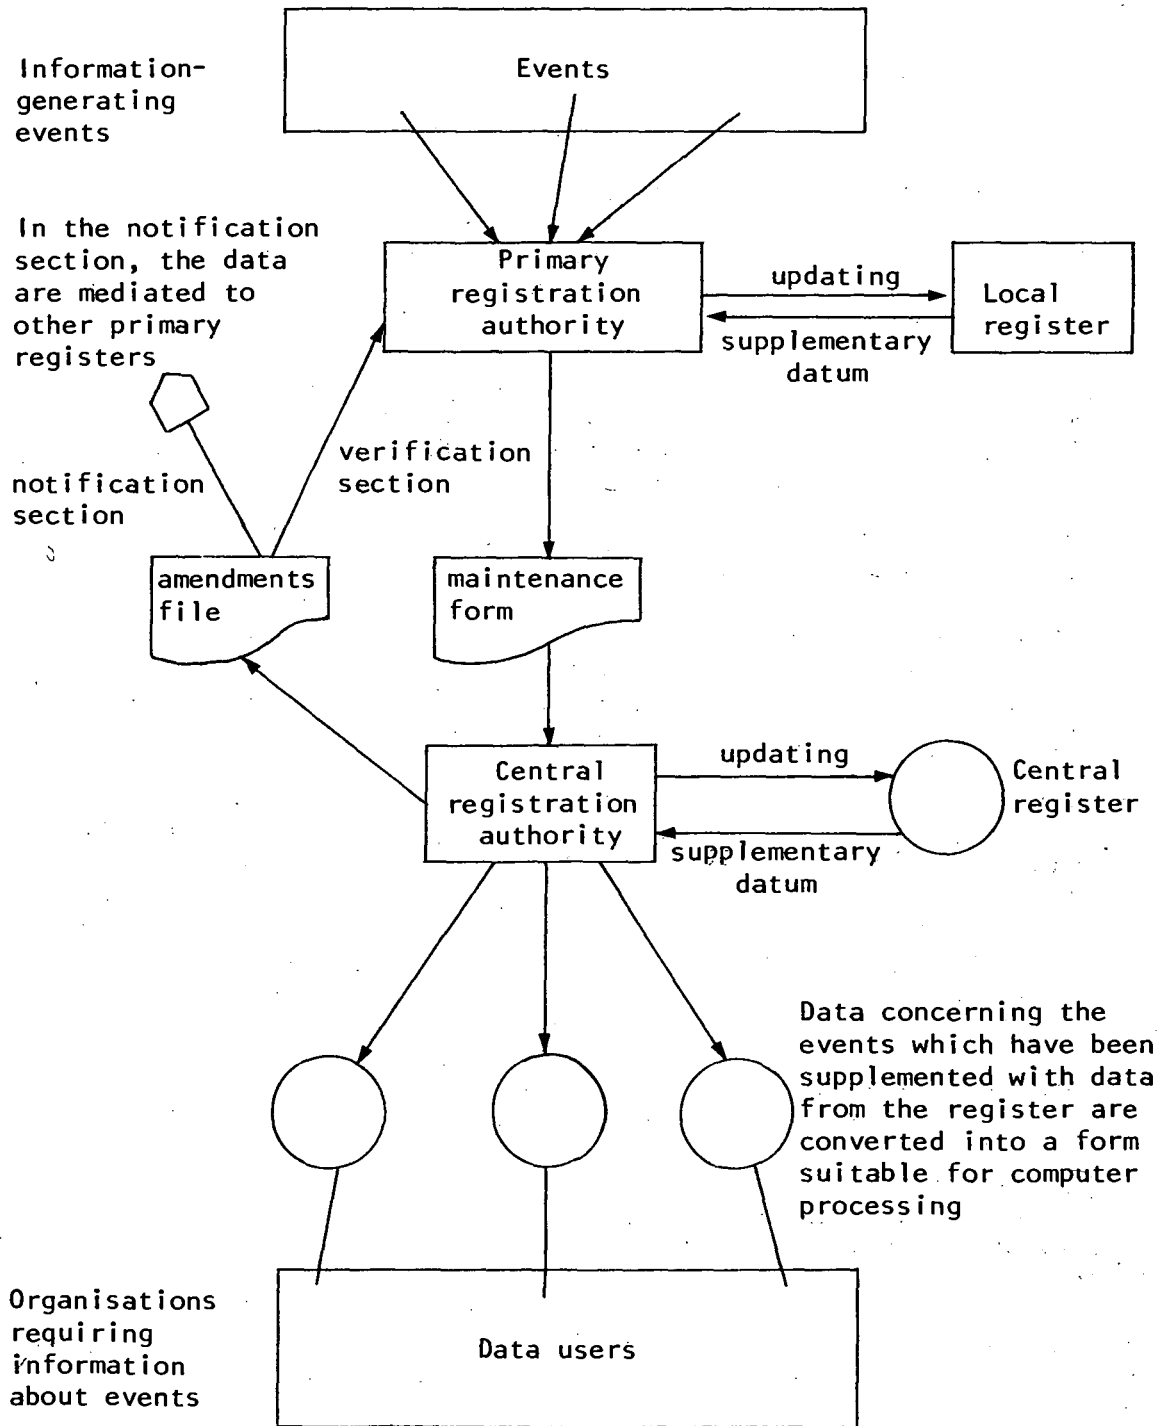 Information-
generating
events
Events
In the notification
section, the data
are mediated to
other primary
registers
Primary
registration
authority
updating
supplementary
datum
Local
register
notification
section
verification
section
amendments
file
maintenance
form
Central
registration
authority
updating
supplementary
datum
Central
register
Data concerning the
events which have been
supplemented with data
from the register are
converted into a form
suitable for computer
processing
Organisations
requiring
information
about events
Data users